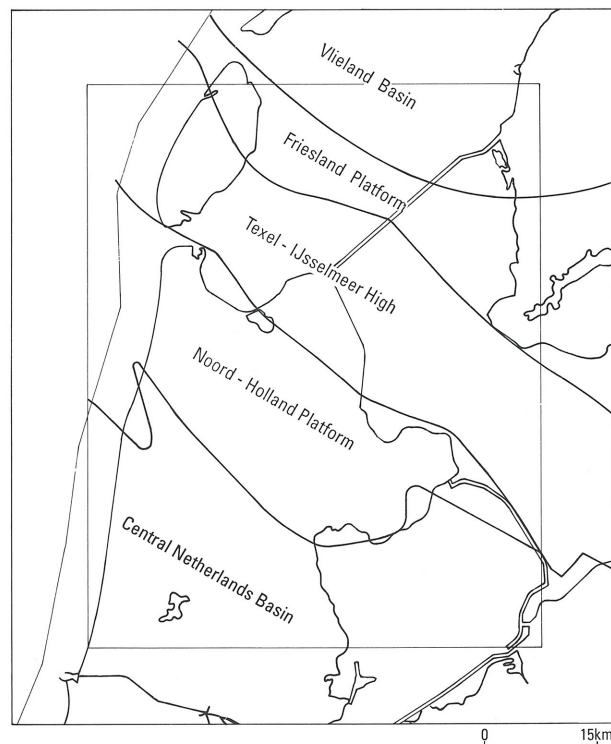 Vlieland Basin
Friesland Platform
Texel - IJsselmeer High
Noord - Holland Platform
Central Netherlands Basin
0 15km